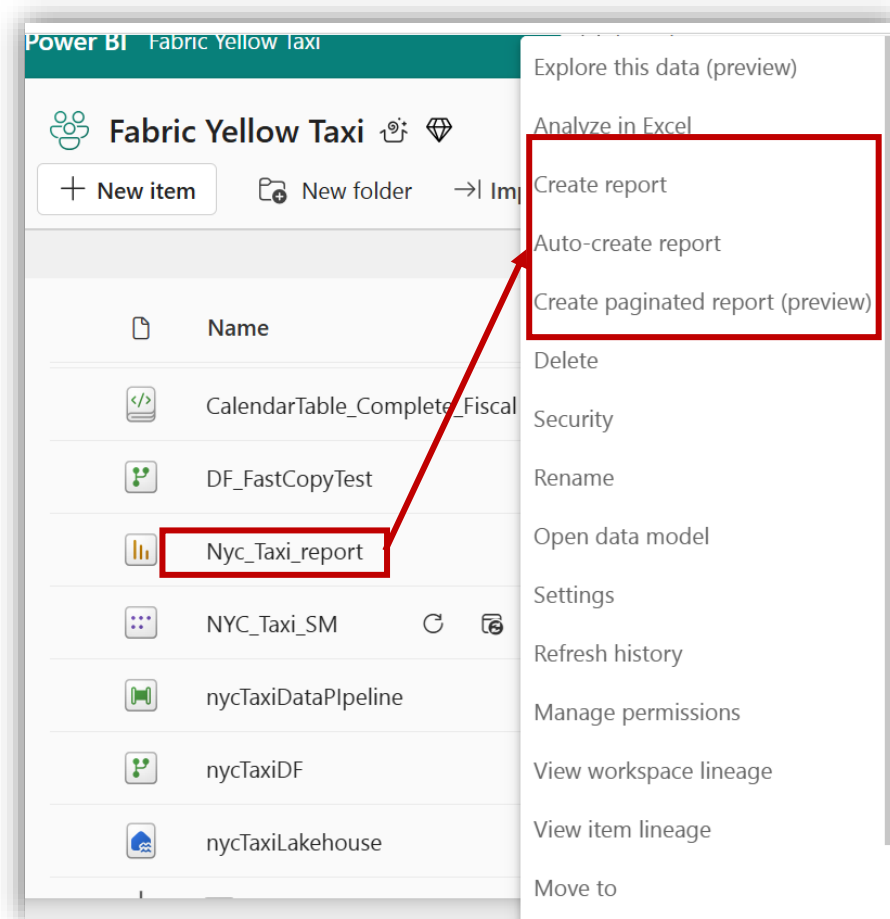 Power BI Fabric Yellow Taxi
Fabric Yellow Taxi
New item
New folder
Name
CalendarTable_Complete_Fiscal
DF_FastCopyTest
Nyc_Taxi_report
NYC_Taxi_SM
nycTaxiDataPIpeline
nycTaxiDF
nycTaxiLakehouse
Explore this data (preview)
Analyze in Excel
Create report
Auto-create report
Create paginated report (preview)
Delete
Security
Rename
Open data model
Settings
Refresh history
Manage permissions
View workspace lineage
View item lineage
Move to